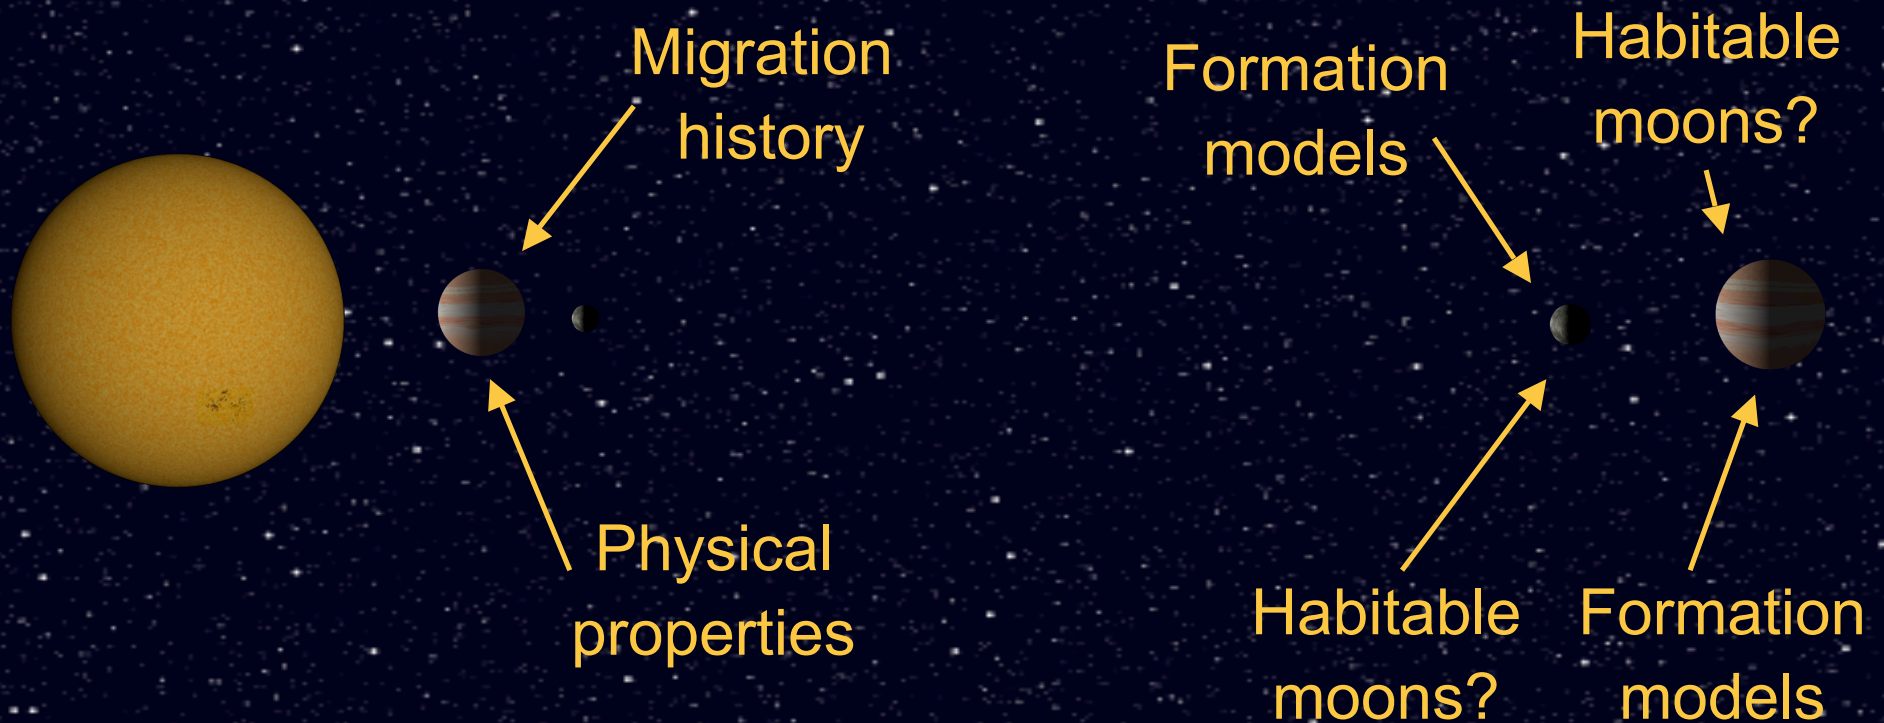 Migration
history
Formation
models
Habitable
moons?
Physical
properties
Habitable
moons?
Formation
models